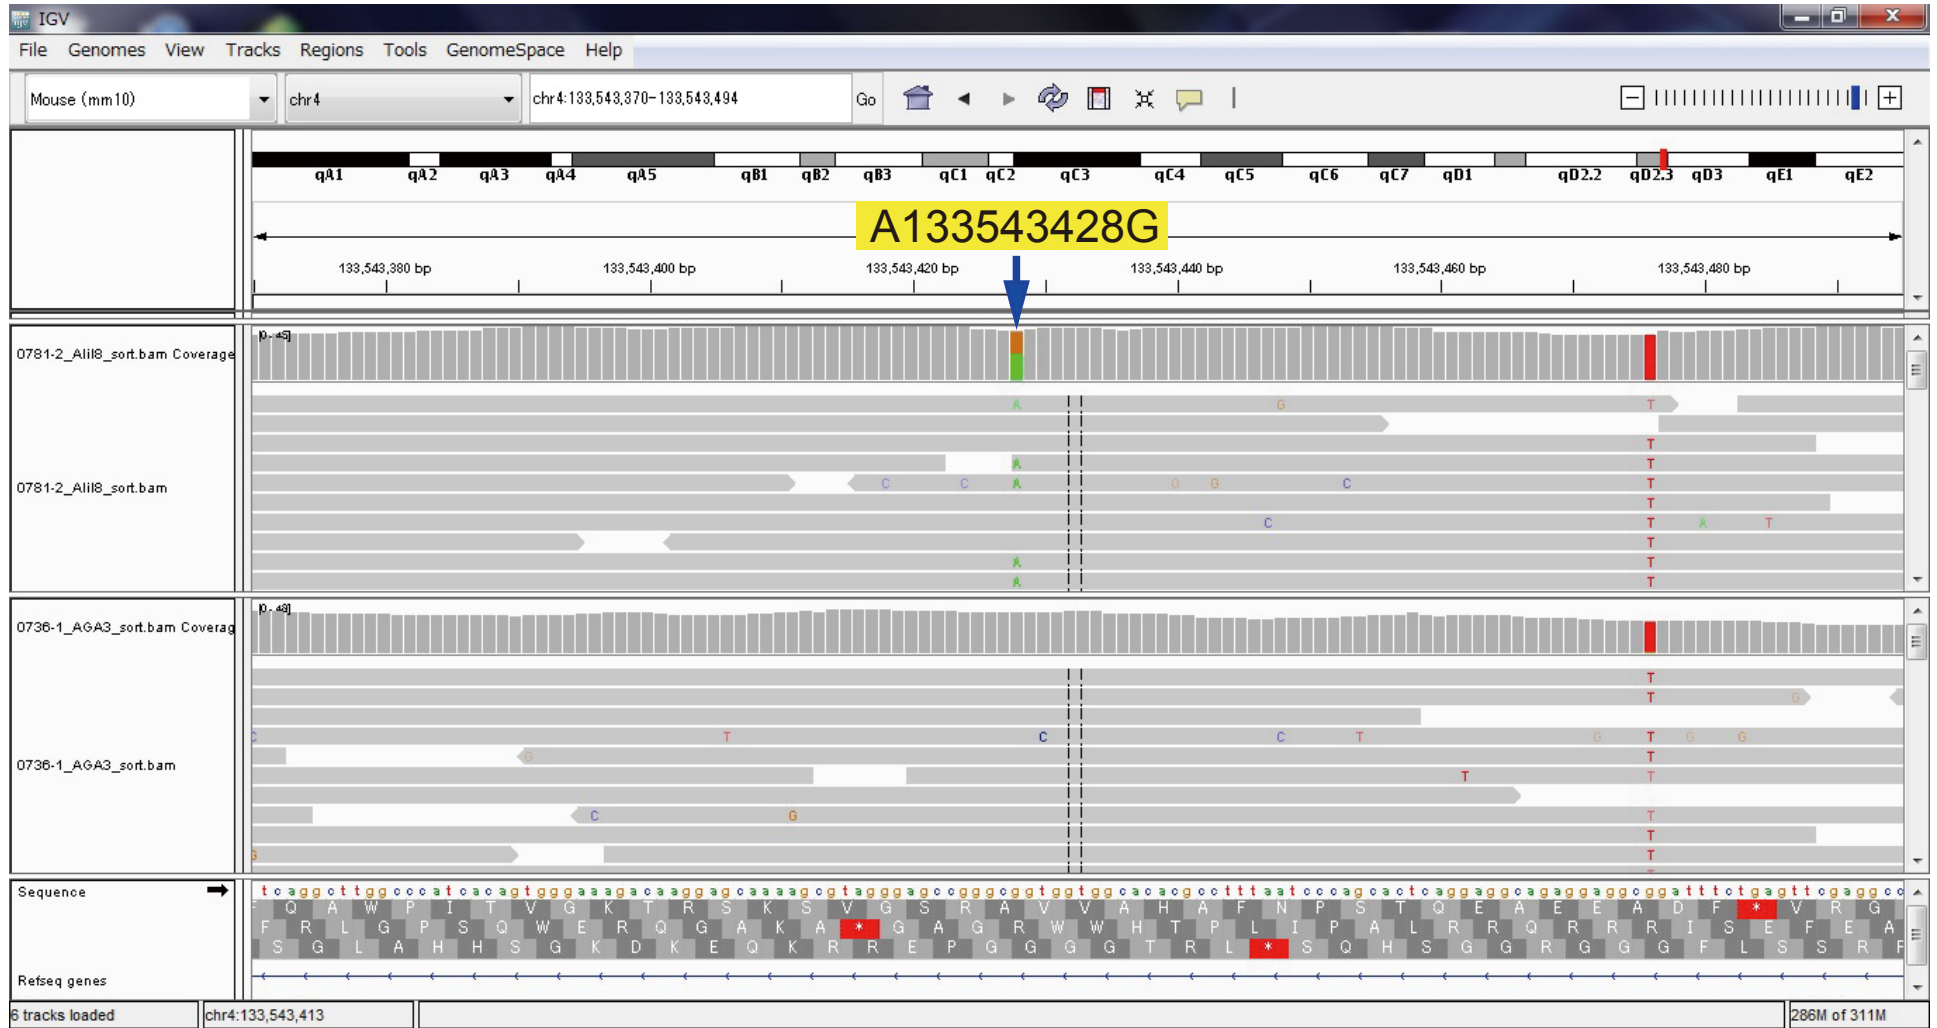 IGV
File Genomes View Tracks Regions Tools GenomeSpace Help
Mouse (mm10) chr4 chr4:133,543,370-133,543,494 Go
qA1 qA2 qA3 qA4 qA5 qB1 qB2 qB3 qC1 qC2 qC3 qC4 qC5 qC6 qC7 qD1 qD2.2 qD2.3 qD3 qE1 qE2
A133543428G
133,543,380 bp 133,543,400 bp 133,543,420 bp 133,543,440 bp 133,543,460 bp 133,543,480 bp
[0-45]
0781-2_Alil8_sort.bam Coverage
A G T
T
A T
0781-2_Alil8_sort.bam C C A G G C T
T
C T A T
T
A T
A T
[0-48]
0736-1_AGA3_sort.bam Coverag
T
T G
C T C C T G T G G
G T
0736-1_AGA3_sort.bam T T
C G T
T
G T
Sequence tcaggcttggcccatcacagtgggaaagacaaggagcaaaagcgtagggagccgggcggtggtggcacacgcctttaatcccagcactcaggaggcagaggaggcggatttctgagttcgaggcc
F Q A W P I T V G K T R S K S V G S R A V V A H A F N P S T Q E A E E A D F * V R G
F R L G P S Q W E R Q G A K A * G A G R W W H T P L I P A L R R Q R R R I S E F E A
S G L A H H S G K D K E Q K R R E P G G G G T R L * S Q H S G G R G G G F L S S R P
Refseq genes
6 tracks loaded chr4:133,543,413 286M of 311M